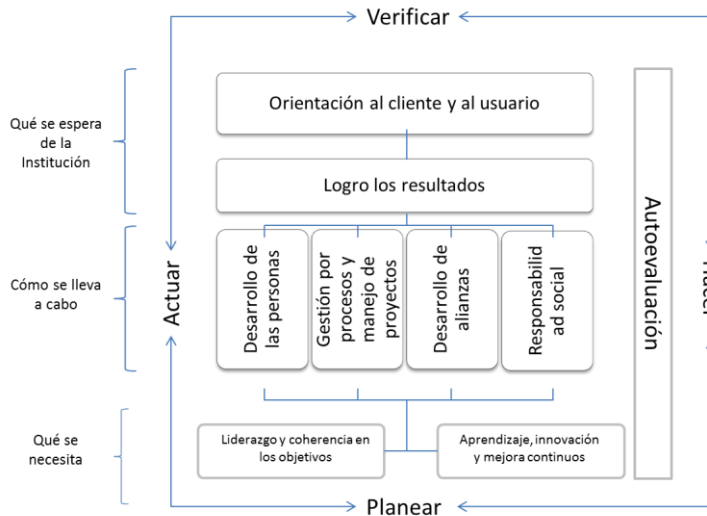 Verificar
Qué se espera
de la
Institución
Orientación al cliente y al usuario
Logro los resultados
Cómo se lleva
a cabo
Actuar
Desarrollo de
las personas
Gestión por
procesos y
manejo de
proyectos
Desarrollo de
alianzas
Responsabilid
ad social
Autoevaluación
Qué se
necesita
Liderazgo y coherencia en
los objetivos
Aprendizaje, innovación
y mejora continuos
Planear